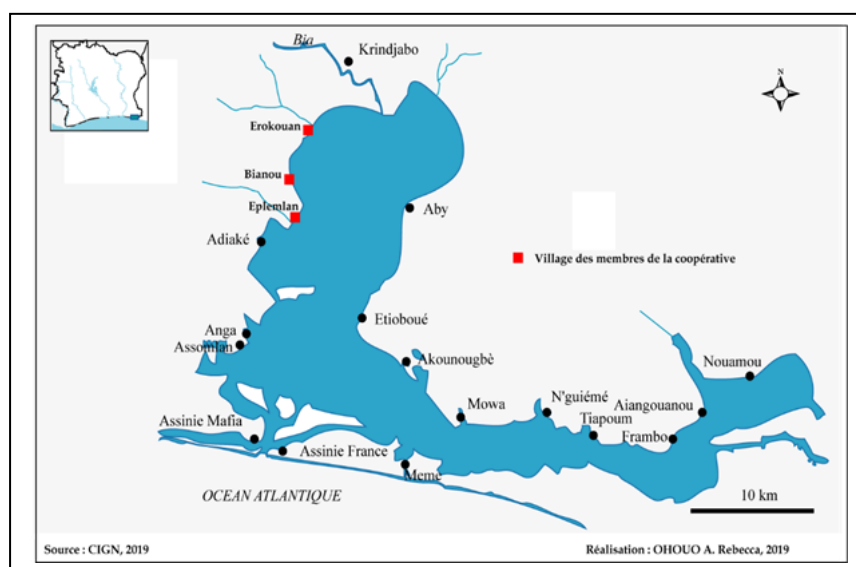 Bia
Krindjabo
N
Erokouan
Bianou
Eplemlan
Aby
Adiaké
Village des membres de la coopérative
Etioboué
Anga
Assomlan
Akounougbè
Nouamou
Mowa
N'guiémé
Aiangouanou
Tiapoum
Assinie Mafia
Frambo
Assinie France
Meme
OCEAN ATLANTIQUE
10 km
Source : CIGN, 2019
Réalisation : OHOUO A. Rebecca, 2019